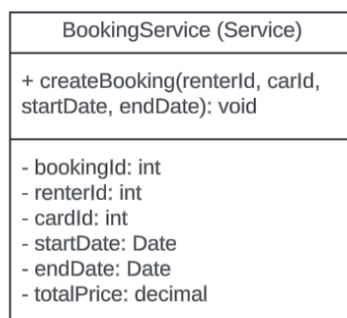 BookingService (Service)
+ createBooking(renterId, carId,
startDate, endDate): void
- bookingId: int
- renterId: int
- cardId: int
- startDate: Date
- endDate: Date
- totalPrice: decimal